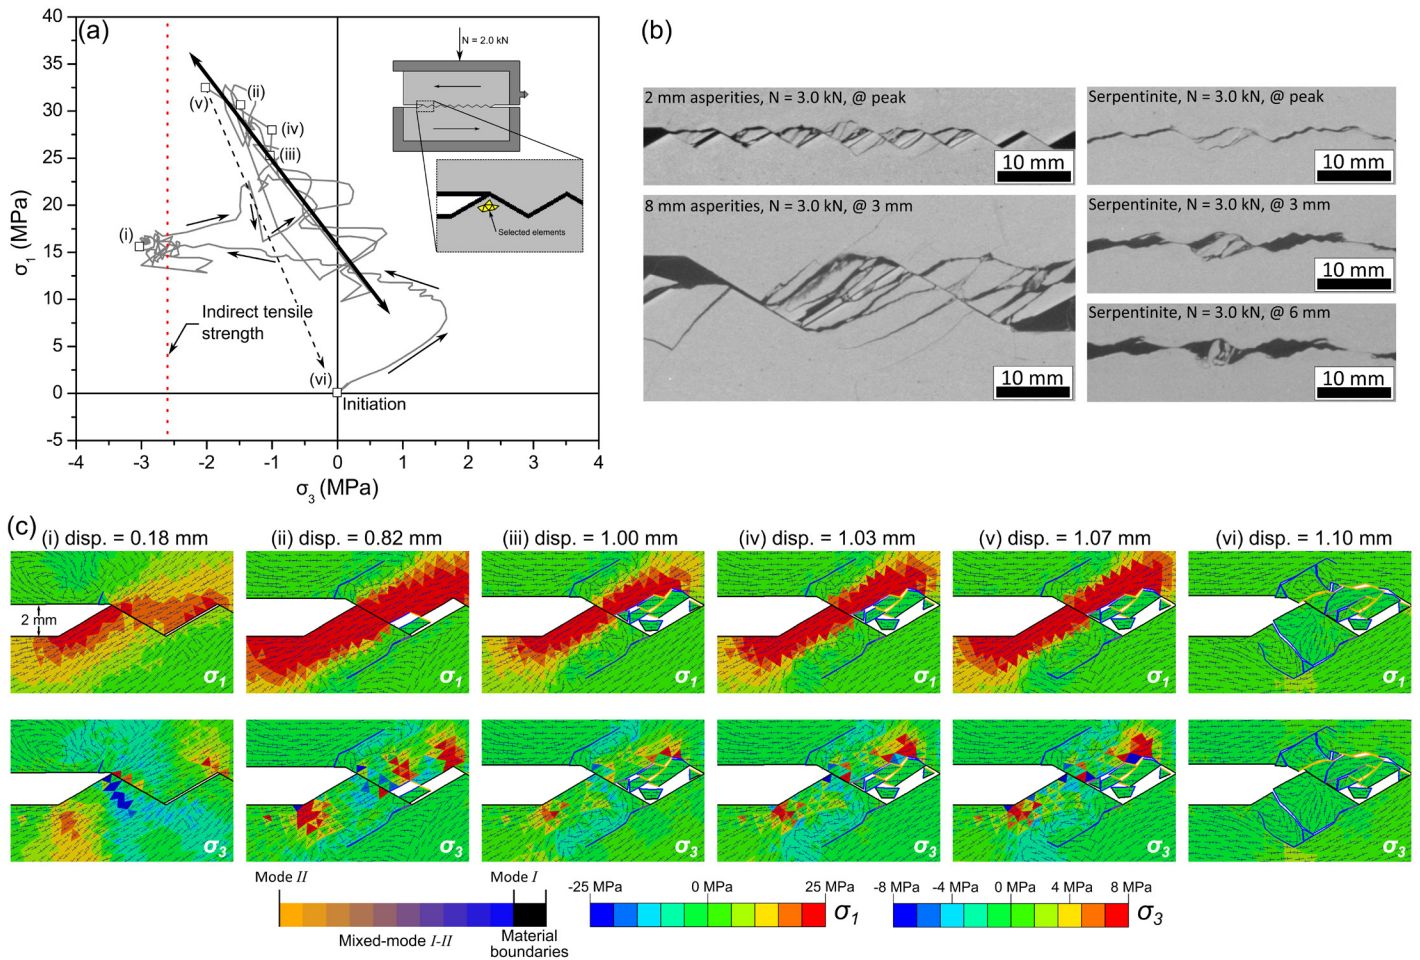 (a)
40
35
30
25
20
15
10
5
0
-5
σ1 (MPa)
-4
-3
-2
-1
0
1
2
3
4
σ3 (MPa)
(i)
(ii)
(iii)
(iv)
(v)
(vi)
Initiation
Indirect tensile
strength
N = 2.0 kN
Selected elements
(b)
2 mm asperities, N = 3.0 kN, @ peak
10 mm
8 mm asperities, N = 3.0 kN, @ 3 mm
10 mm
Serpentinite, N = 3.0 kN, @ peak
10 mm
Serpentinite, N = 3.0 kN, @ 3 mm
10 mm
Serpentinite, N = 3.0 kN, @ 6 mm
10 mm
(c)
(i) disp. = 0.18 mm
(ii) disp. = 0.82 mm
(iii) disp. = 1.00 mm
(iv) disp. = 1.03 mm
(v) disp. = 1.07 mm
(vi) disp. = 1.10 mm
2 mm
σ1
σ1
σ1
σ1
σ1
σ1
σ3
σ3
σ3
σ3
σ3
σ3
Mode II
Mode I
Mixed-mode I-II
Material
boundaries
-25 MPa
0 MPa
25 MPa
σ1
-8 MPa
-4 MPa
0 MPa
4 MPa
8 MPa
σ3